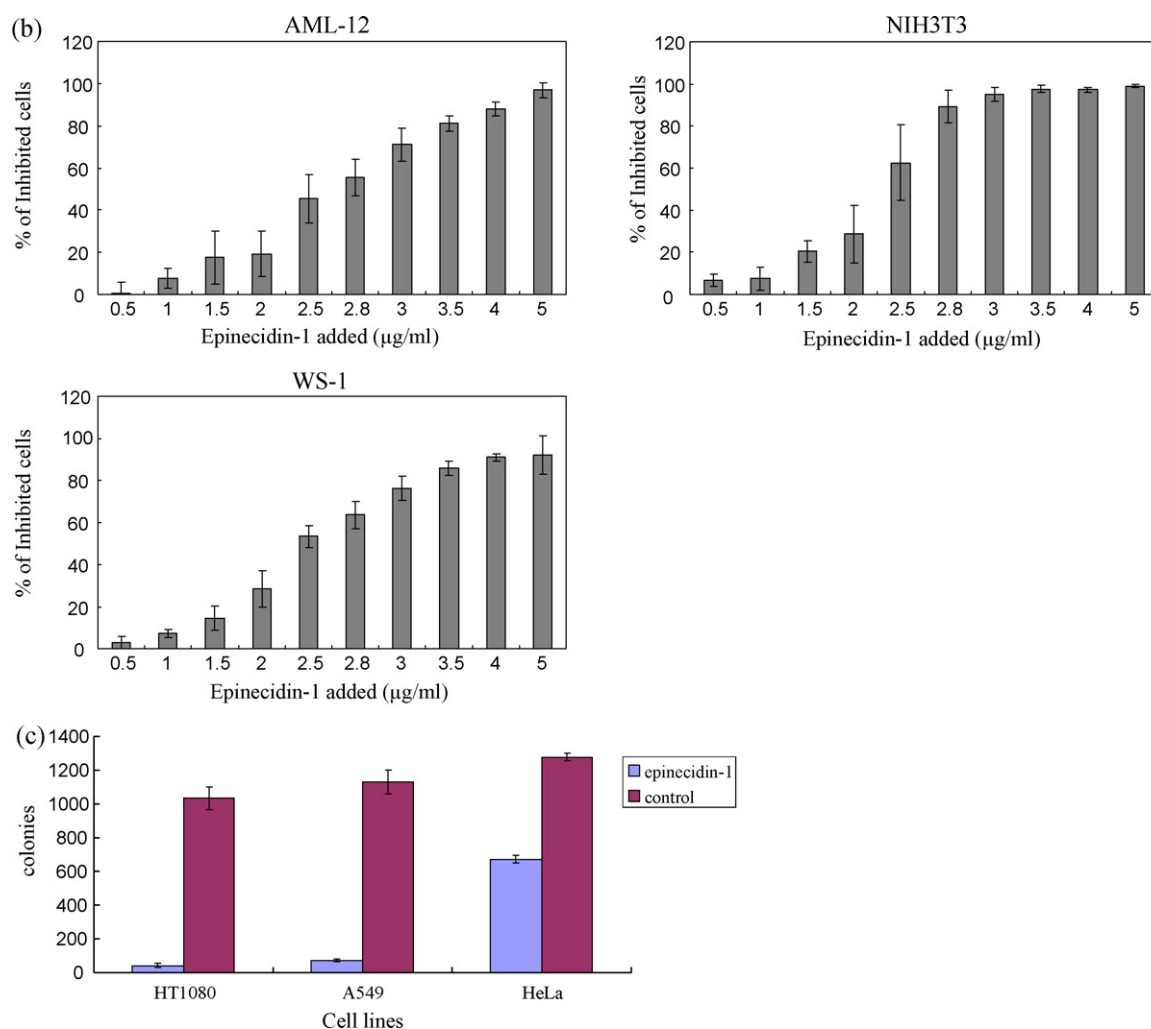 (b)
AML-12
% of Inhibited cells
120
100
80
60
40
20
0
0.5 1 1.5 2 2.5 2.8 3 3.5 4 5
Epinecidin-1 added (μg/ml)
NIH3T3
% of Inhibited cells
120
100
80
60
40
20
0
0.5 1 1.5 2 2.5 2.8 3 3.5 4 5
Epinecidin-1 added (μg/ml)
WS-1
% of Inhibited cells
120
100
80
60
40
20
0
0.5 1 1.5 2 2.5 2.8 3 3.5 4 5
Epinecidin-1 added (μg/ml)
(c)
colonies
1400
1200
1000
800
600
400
200
0
HT1080 A549 HeLa
Cell lines
epinecidin-1
control